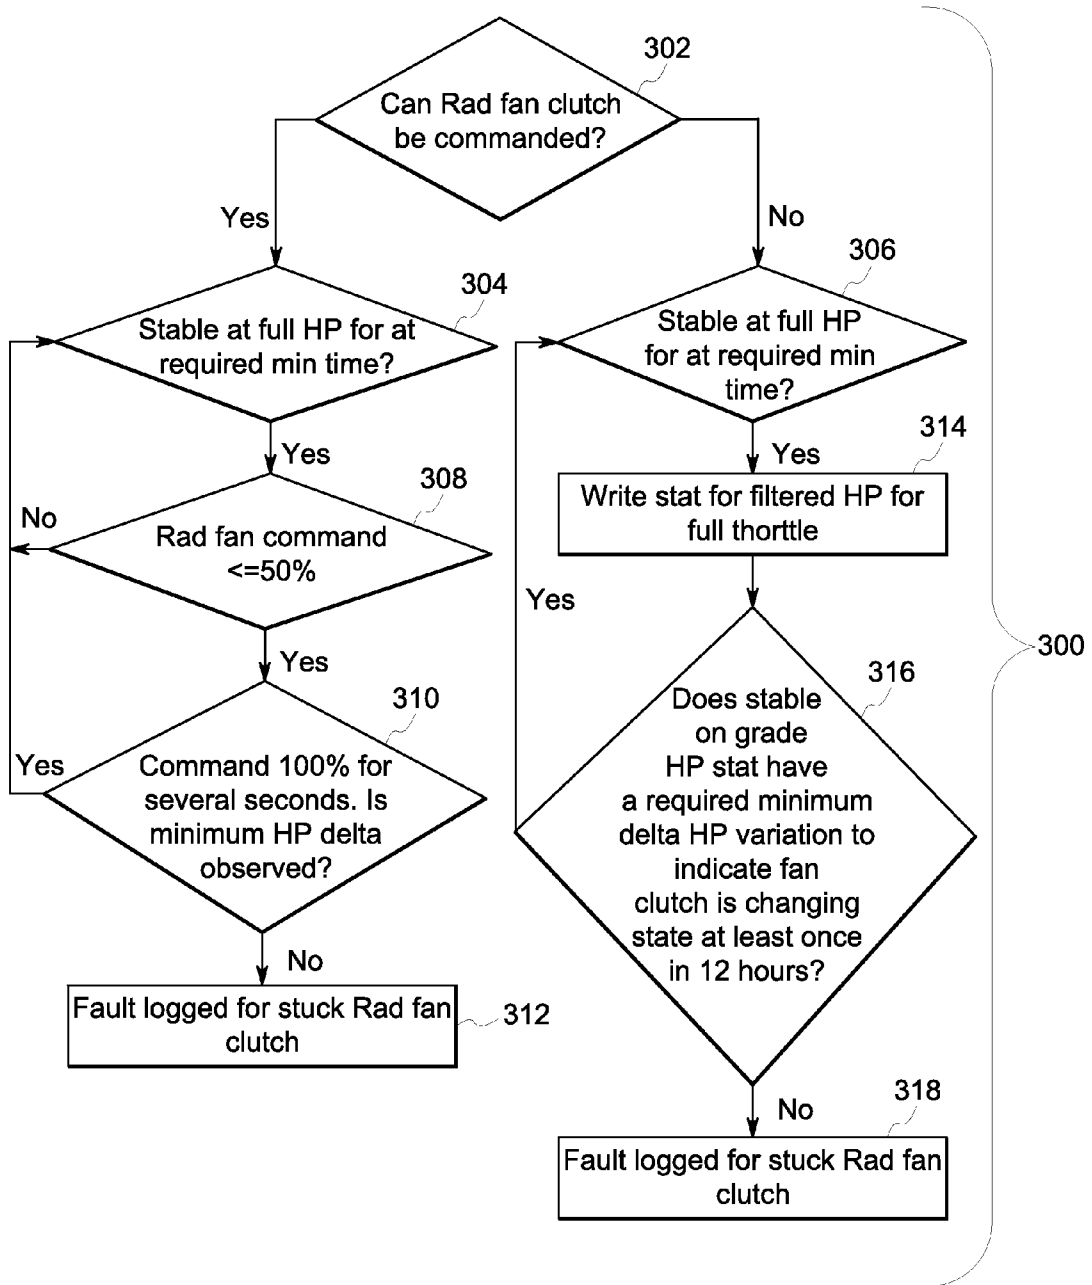 302
Can Rad fan clutch
be commanded?
Yes
No
304
Stable at full HP for at
required min time?
306
Stable at full HP
for at required min
time?
Yes
308
Rad fan command
<=50%
No
Yes
310
Command 100% for
several seconds. Is
minimum HP delta
observed?
Yes
No
Fault logged for stuck Rad fan
clutch
312
Yes
314
Write stat for filtered HP for
full thorttle
Yes
316
Does stable
on grade
HP stat have
a required minimum
delta HP variation to
indicate fan
clutch is changing
state at least once
in 12 hours?
No
318
Fault logged for stuck Rad fan
clutch
300